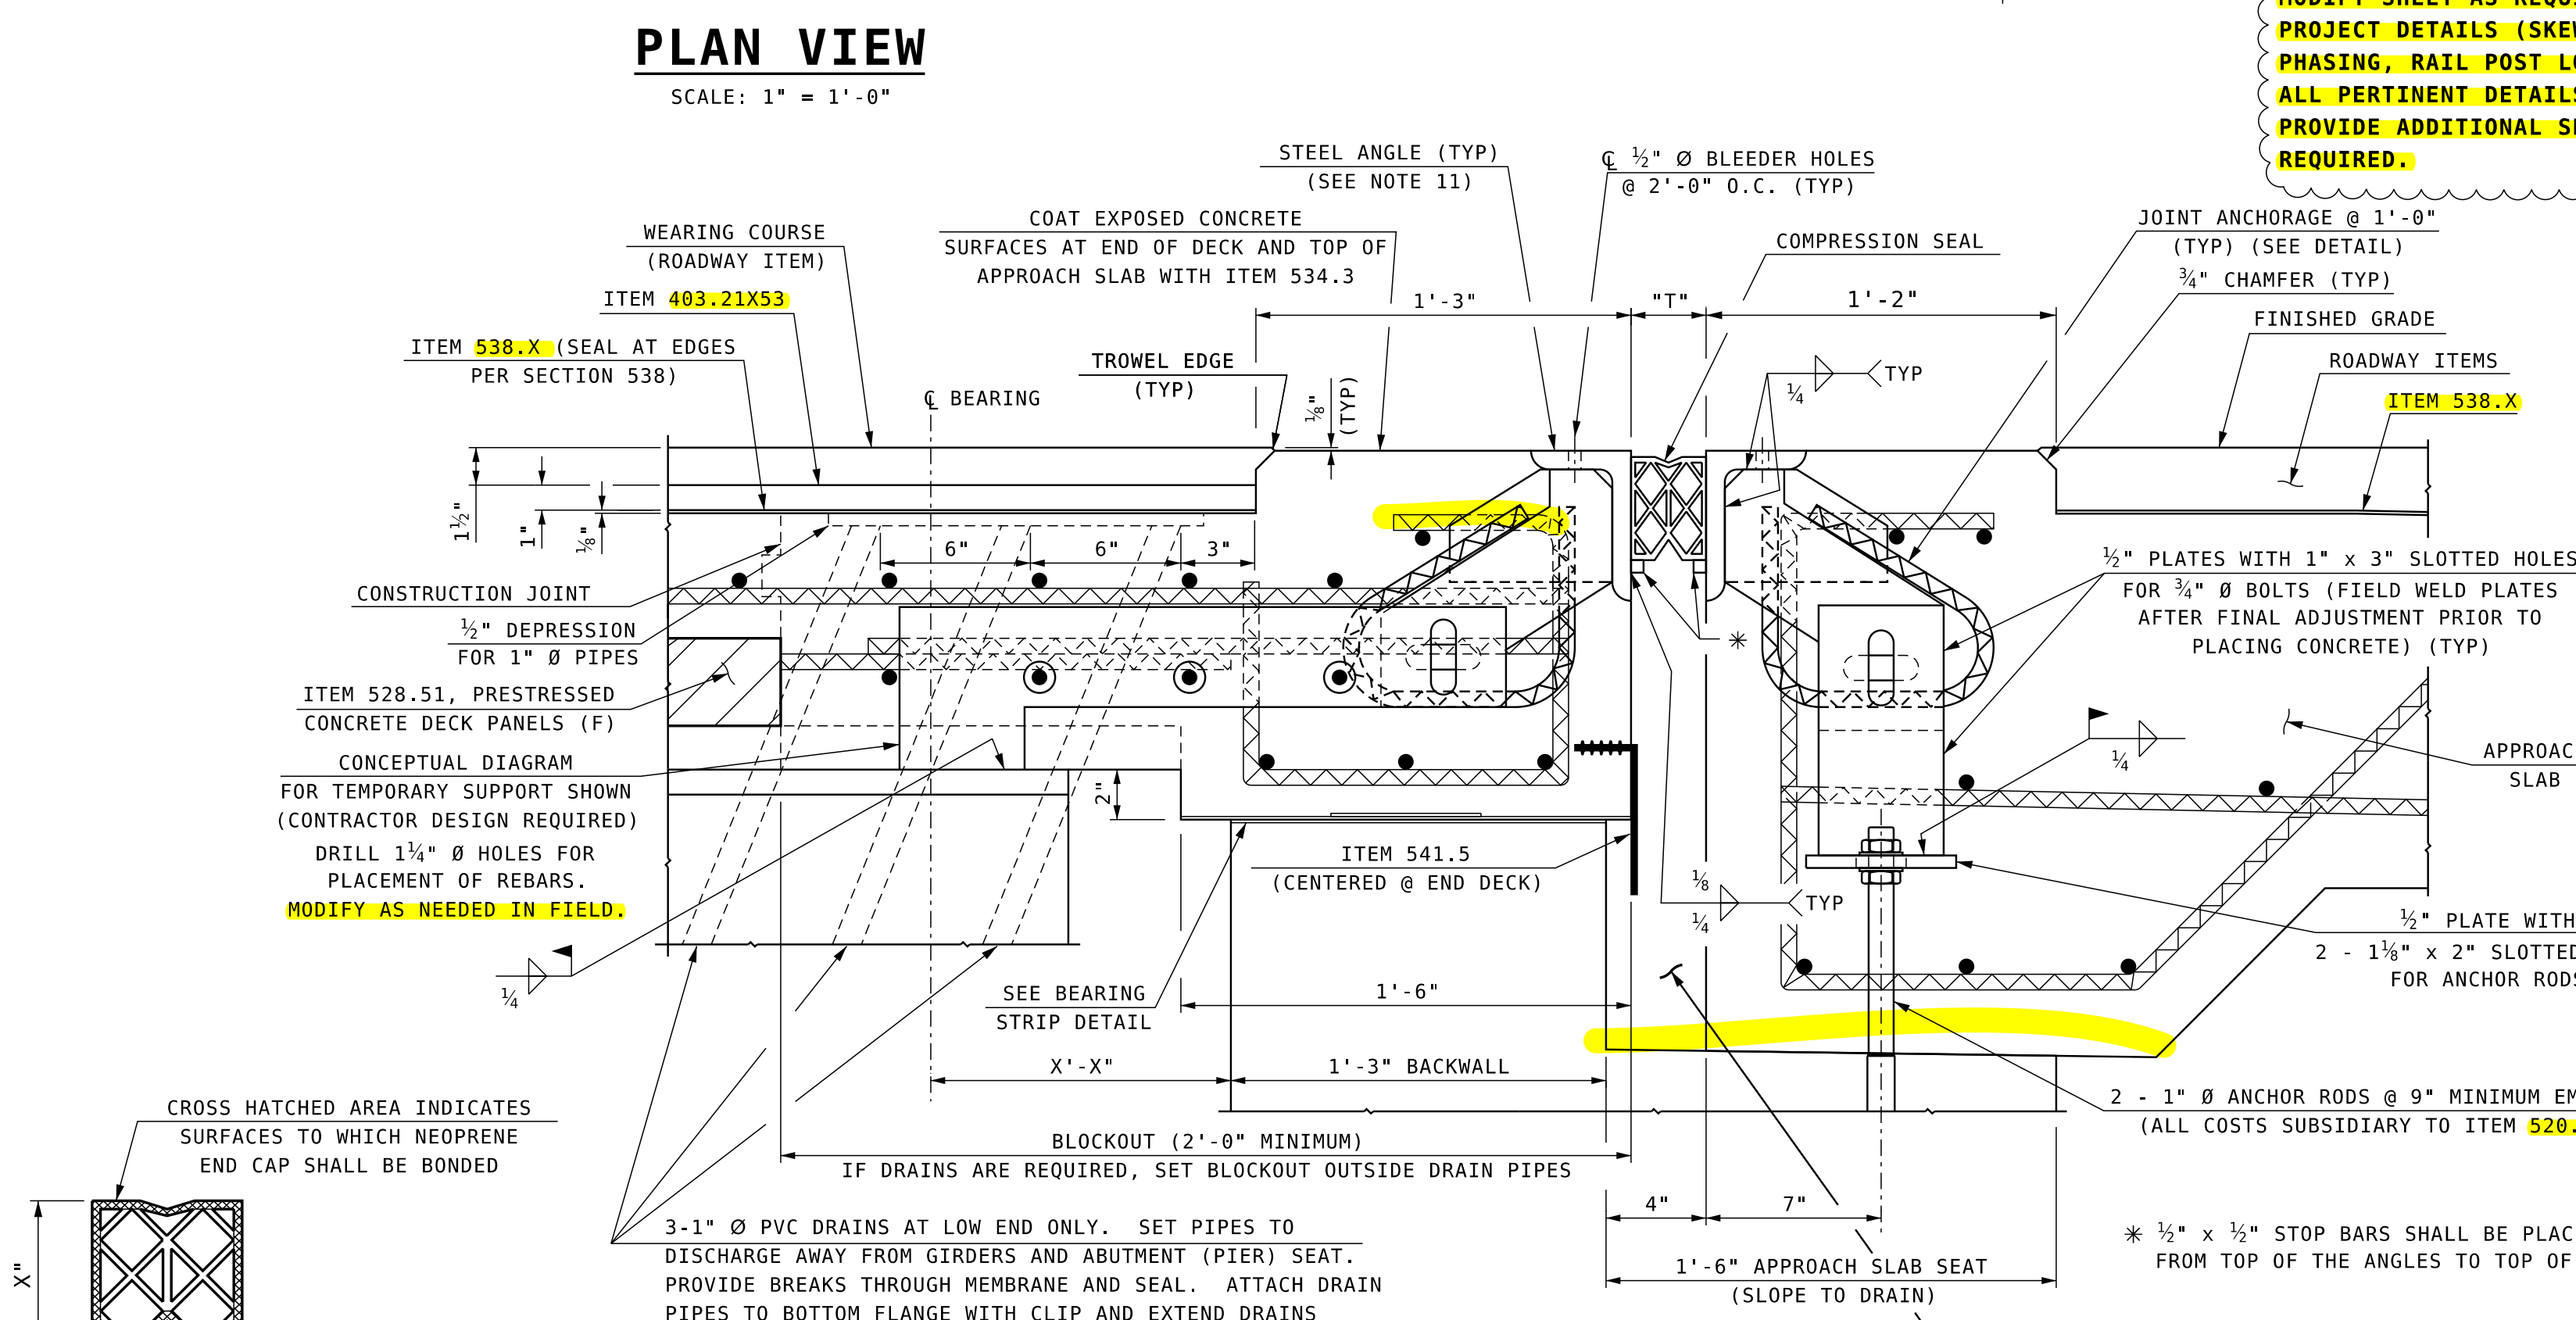 PLAN VIEW
SCALE: 1" = 1'-0"
PROJECT DETAILS
PHASING, RAIL POST
ALL PERTINENT DETAILS
PROVIDE ADDITIONAL
REQUIRED.
STEEL ANGLE (TYP)
(SEE NOTE 11)
℄ ½" Ø BLEEDER HOLES
@ 2'-0" O.C. (TYP)
COAT EXPOSED CONCRETE
SURFACES AT END OF DECK AND TOP OF
APPROACH SLAB WITH ITEM 534.3
WEARING COURSE
(ROADWAY ITEM)
ITEM 403.21X53
ITEM 538.X (SEAL AT EDGES
PER SECTION 538)
COMPRESSION SEAL
JOINT ANCHORAGE @ 1'-0"
(TYP) (SEE DETAIL)
¾" CHAMFER (TYP)
FINISHED GRADE
ROADWAY ITEMS
ITEM 538.X
1'-3"
"T"
1'-2"
TROWEL EDGE
(TYP)
℄ BEARING
⅛"
(TYP)
¼
TYP
1½"
1"
⅛"
6"
6"
3"
CONSTRUCTION JOINT
½" DEPRESSION
FOR 1" Ø PIPES
ITEM 528.51, PRESTRESSED
CONCRETE DECK PANELS (F)
CONCEPTUAL DIAGRAM
FOR TEMPORARY SUPPORT SHOWN
(CONTRACTOR DESIGN REQUIRED)
DRILL 1¼" Ø HOLES FOR
PLACEMENT OF REBARS.
MODIFY AS NEEDED IN FIELD.
¼
2"
✳
½" PLATES WITH 1" x 3" SLOTTED HOLES
FOR ¾" Ø BOLTS (FIELD WELD PLATES
AFTER FINAL ADJUSTMENT PRIOR TO
PLACING CONCRETE) (TYP)
¼
SLAB
ITEM 541.5
(CENTERED @ END DECK)
⅛
¼
TYP
½" PLATE WITH
2 - 1⅛" x 2" SLOTTED
FOR ANCHOR RODS
SEE BEARING
STRIP DETAIL
1'-6"
X'-X"
1'-3" BACKWALL
2 - 1" Ø ANCHOR RODS @ 9" MINIMUM
(ALL COSTS SUBSIDIARY TO ITEM 520.
BLOCKOUT (2'-0" MINIMUM)
IF DRAINS ARE REQUIRED, SET BLOCKOUT OUTSIDE DRAIN PIPES
CROSS HATCHED AREA INDICATES
SURFACES TO WHICH NEOPRENE
END CAP SHALL BE BONDED
X"
3-1" Ø PVC DRAINS AT LOW END ONLY. SET PIPES TO
DISCHARGE AWAY FROM GIRDERS AND ABUTMENT (PIER) SEAT.
PROVIDE BREAKS THROUGH MEMBRANE AND SEAL. ATTACH DRAIN
PIPES TO BOTTOM FLANGE WITH CLIP AND EXTEND DRAINS
4"
7"
1'-6" APPROACH SLAB SEAT
(SLOPE TO DRAIN)
✳ ½" x ½" STOP BARS SHALL BE
FROM TOP OF THE ANGLES TO TOP OF